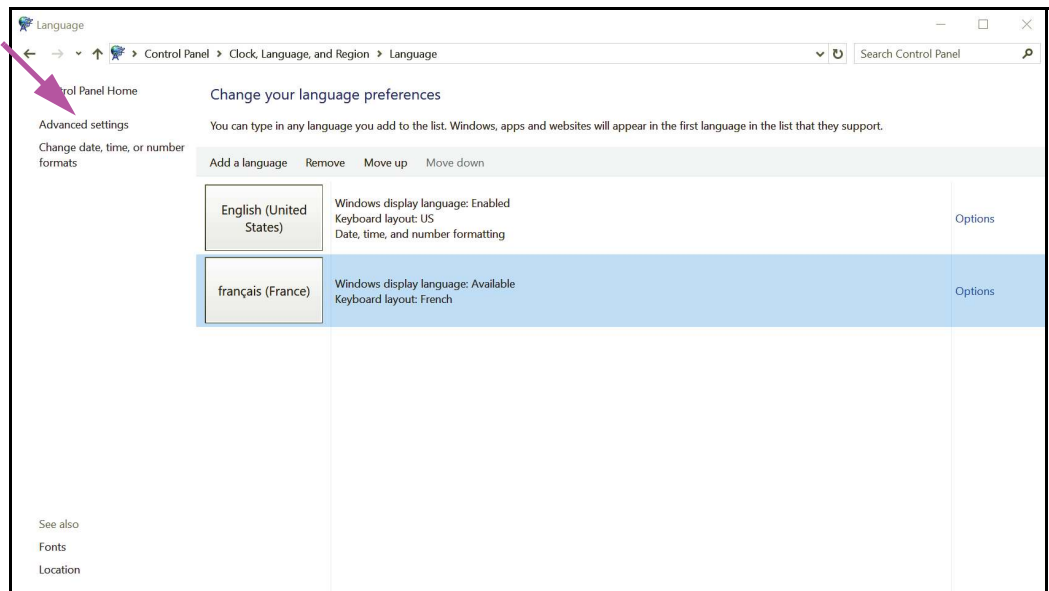 Language
Control Panel > Clock, Language, and Region > Language
Search Control Panel
rol Panel Home
Advanced settings
Change date, time, or number
formats
Change your language preferences
You can type in any language you add to the list. Windows, apps and websites will appear in the first language in the list that they support.
Add a language Remove Move up Move down
English (United
States)
Windows display language: Enabled
Keyboard layout: US
Date, time, and number formatting
Options
français (France)
Windows display language: Available
Keyboard layout: French
Options
See also
Fonts
Location